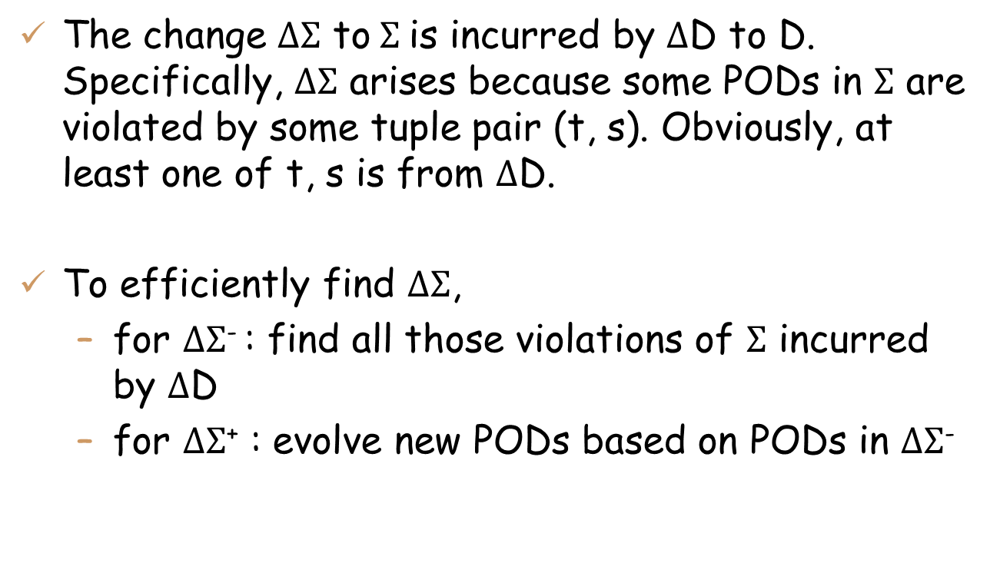 ✓ The change ΔΣ to Σ is incurred by ΔD to D.
Specifically, ΔΣ arises because some PODs in Σ are
violated by some tuple pair (t, s). Obviously, at
least one of t, s is from ΔD.
✓ To efficiently find ΔΣ,
– for ΔΣ⁻ : find all those violations of Σ incurred
by ΔD
– for ΔΣ⁺ : evolve new PODs based on PODs in ΔΣ⁻